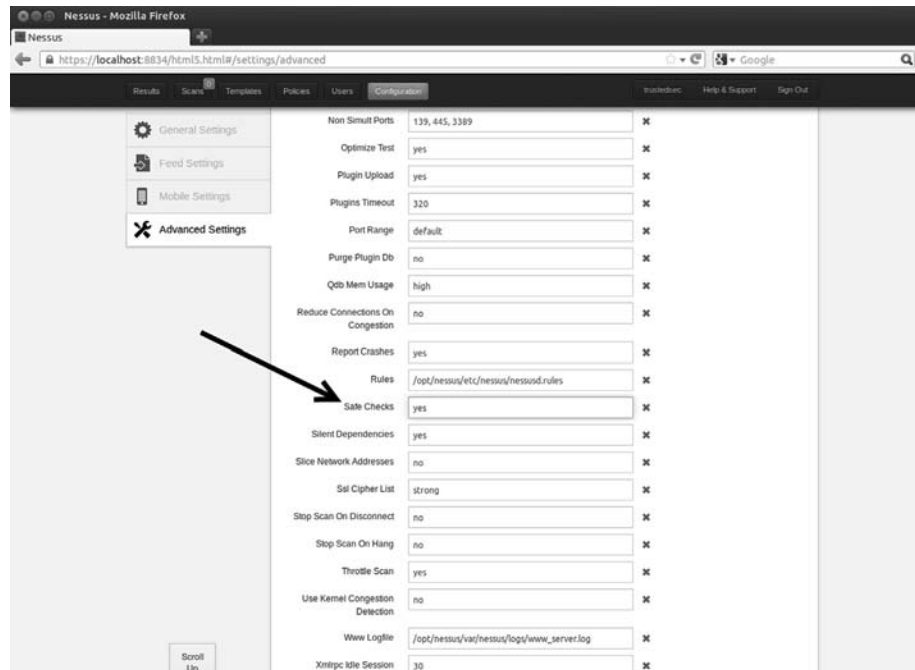 Nessus - Mozilla Firefox
Nessus
https://localhost:8834/html5.html#/settings/advanced
Google
Results Scans 0 Templates Policies Users Configuration trustedsec Help & Support Sign Out
General Settings
Feed Settings
Mobile Settings
Advanced Settings
Non Simult Ports 139, 445, 3389
Optimize Test yes
Plugin Upload yes
Plugins Timeout 320
Port Range default
Purge Plugin Db no
Qdb Mem Usage high
Reduce Connections On
Congestion no
Report Crashes yes
Rules /opt/nessus/etc/nessus/nessusd.rules
Safe Checks yes
Silent Dependencies yes
Slice Network Addresses no
Ssl Cipher List strong
Stop Scan On Disconnect no
Stop Scan On Hang no
Throttle Scan yes
Use Kernel Congestion
Detection no
Www Logfile /opt/nessus/var/nessus/logs/www_server.log
Xmlrpc Idle Session 30
Scroll
Up